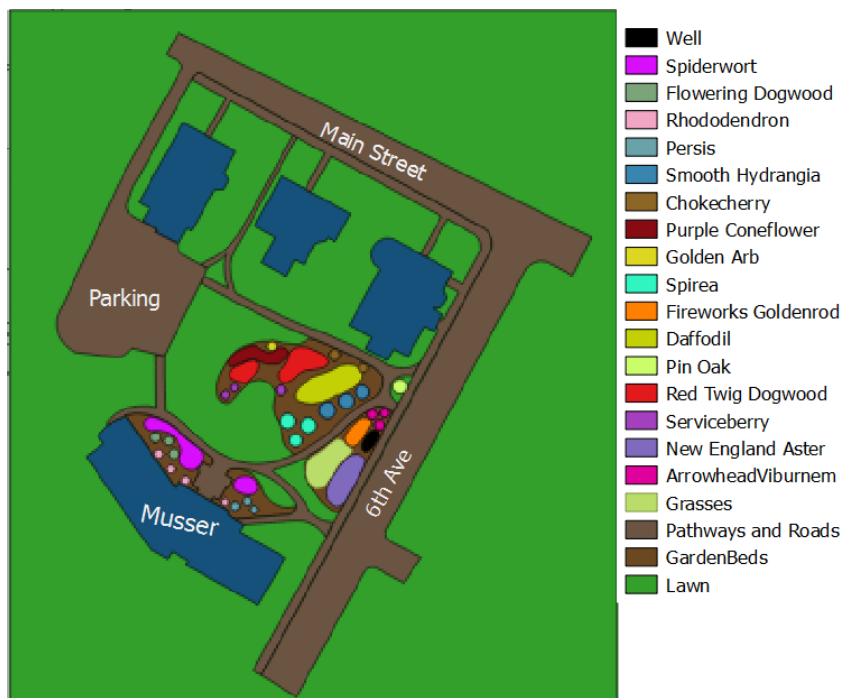 Main Street
Parking
6th Ave
Musser
Well
Spiderwort
Flowering Dogwood
Rhododendron
Persis
Smooth Hydrangia
Chokecherry
Purple Coneflower
Golden Arb
Spirea
Fireworks Goldenrod
Daffodil
Pin Oak
Red Twig Dogwood
Serviceberry
New England Aster
ArrowheadViburnem
Grasses
Pathways and Roads
GardenBeds
Lawn